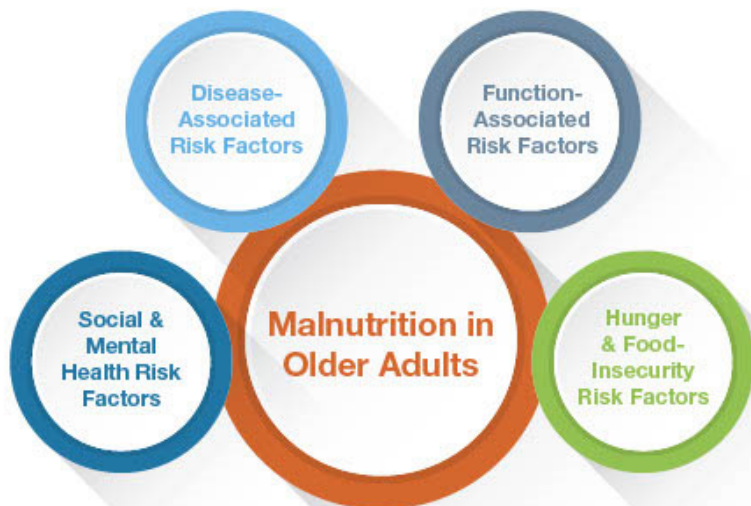 Disease-
Associated
Risk Factors
Function-
Associated
Risk Factors
Social &
Mental
Health Risk
Factors
Malnutrition in
Older Adults
Hunger
& Food-
Insecurity
Risk Factors